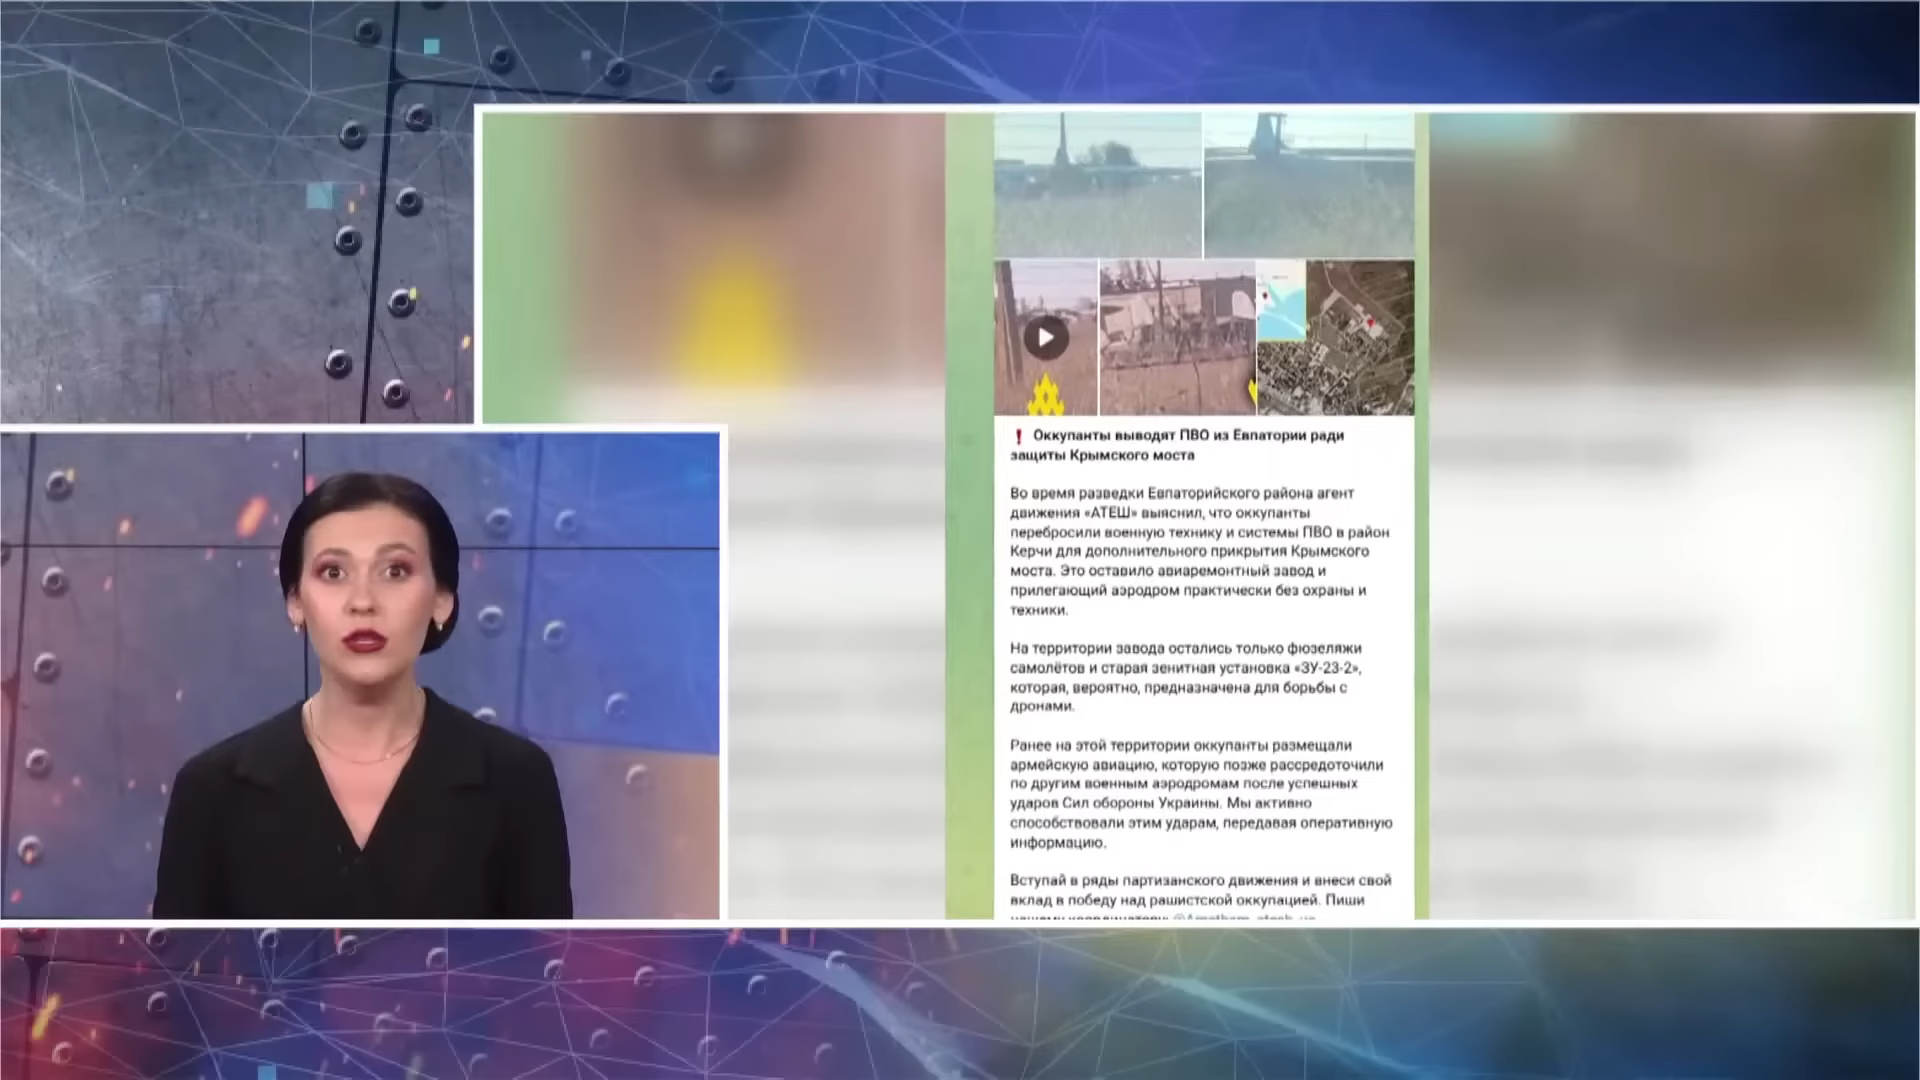 ❗ Оккупанты выводят ПВО из Евпатории ради
защиты Крымского моста
Во время разведки Евпаторийского района агент
движения «АТЕШ» выяснил, что оккупанты
перебросили военную технику и системы ПВО в район
Керчи для дополнительного прикрытия Крымского
моста. Это оставило авиаремонтный завод и
прилегающий аэродром практически без охраны и
техники.
На территории завода остались только фюзеляжи
самолётов и старая зенитная установка «ЗУ-23-2»,
которая, вероятно, предназначена для борьбы с
дронами.
Ранее на этой территории оккупанты размещали
армейскую авиацию, которую позже рассредоточили
по другим военным аэродромам после успешных
ударов Сил обороны Украины. Мы активно
способствовали этим ударам, передавая оперативную
информацию.
Вступай в ряды партизанского движения и внеси свой
вклад в победу над рашистской оккупацией. Пиши